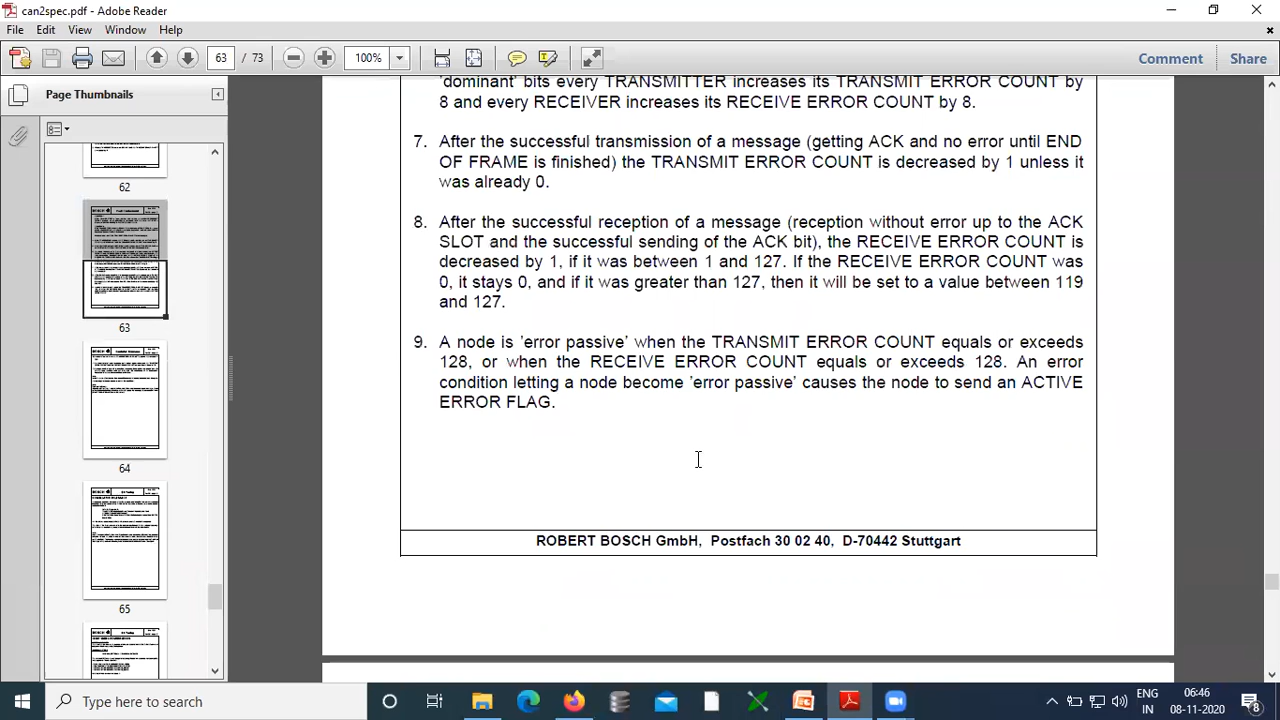 can2spec.pdf - Adobe Reader
File Edit View Window Help
63 / 73 100% Comment Share
Page Thumbnails
62
63
64
65
'dominant' bits every TRANSMITTER increases its TRANSMIT ERROR COUNT by
8 and every RECEIVER increases its RECEIVE ERROR COUNT by 8.
7. After the successful transmission of a message (getting ACK and no error until END
OF FRAME is finished) the TRANSMIT ERROR COUNT is decreased by 1 unless it
was already 0.
8. After the successful reception of a message (reception without error up to the ACK
SLOT and the successful sending of the ACK bit), the RECEIVE ERROR COUNT is
decreased by 1, if it was between 1 and 127. If the RECEIVE ERROR COUNT was
0, it stays 0, and if it was greater than 127, then it will be set to a value between 119
and 127.
9. A node is 'error passive' when the TRANSMIT ERROR COUNT equals or exceeds
128, or when the RECEIVE ERROR COUNT equals or exceeds 128. An error
condition letting a node become 'error passive' causes the node to send an ACTIVE
ERROR FLAG.
ROBERT BOSCH GmbH, Postfach 30 02 40, D-70442 Stuttgart
Type here to search
ENG
IN
06:46
08-11-2020
8